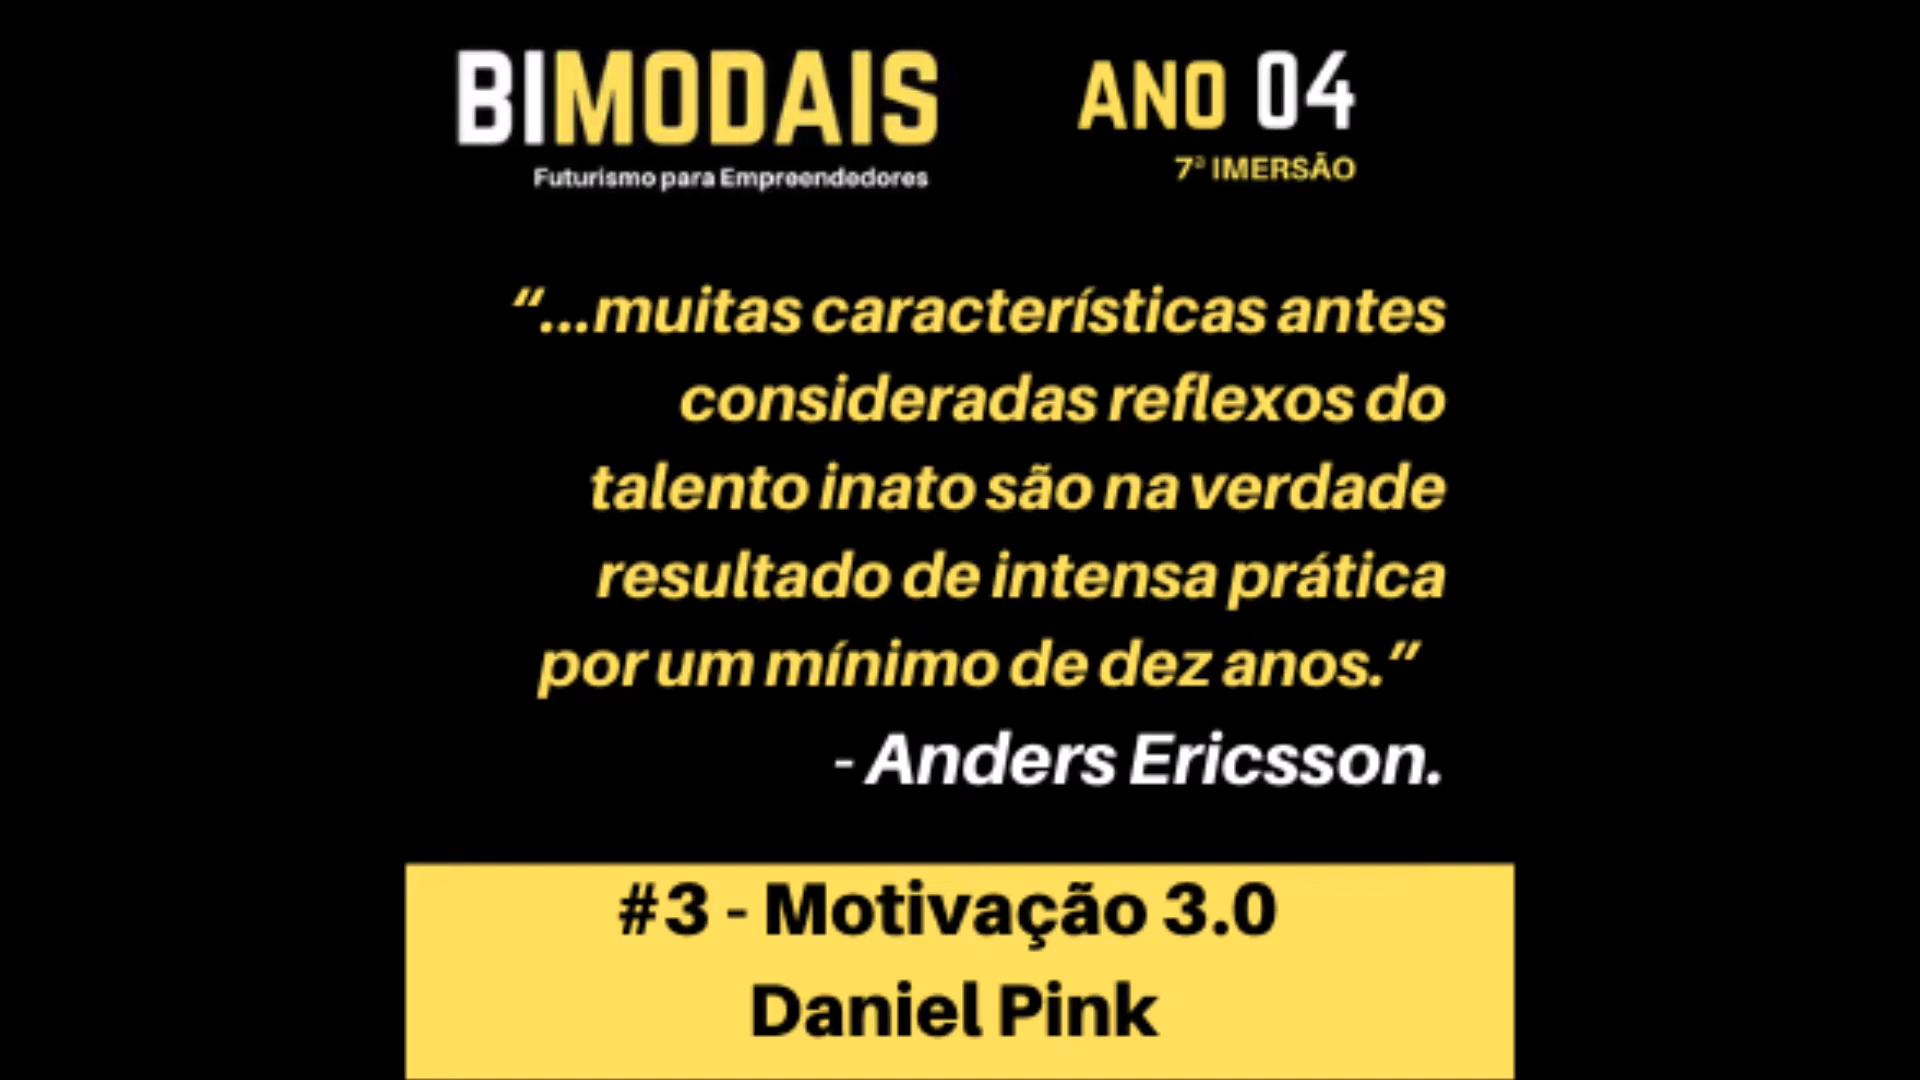 BIMODAIS
Futurismo para Empreendedores
ANO 04
7ª IMERSÃO
“...muitas características antes
consideradas reflexos do
talento inato são na verdade
resultado de intensa prática
por um mínimo de dez anos.”
- Anders Ericsson.
#3 - Motivação 3.0
Daniel Pink